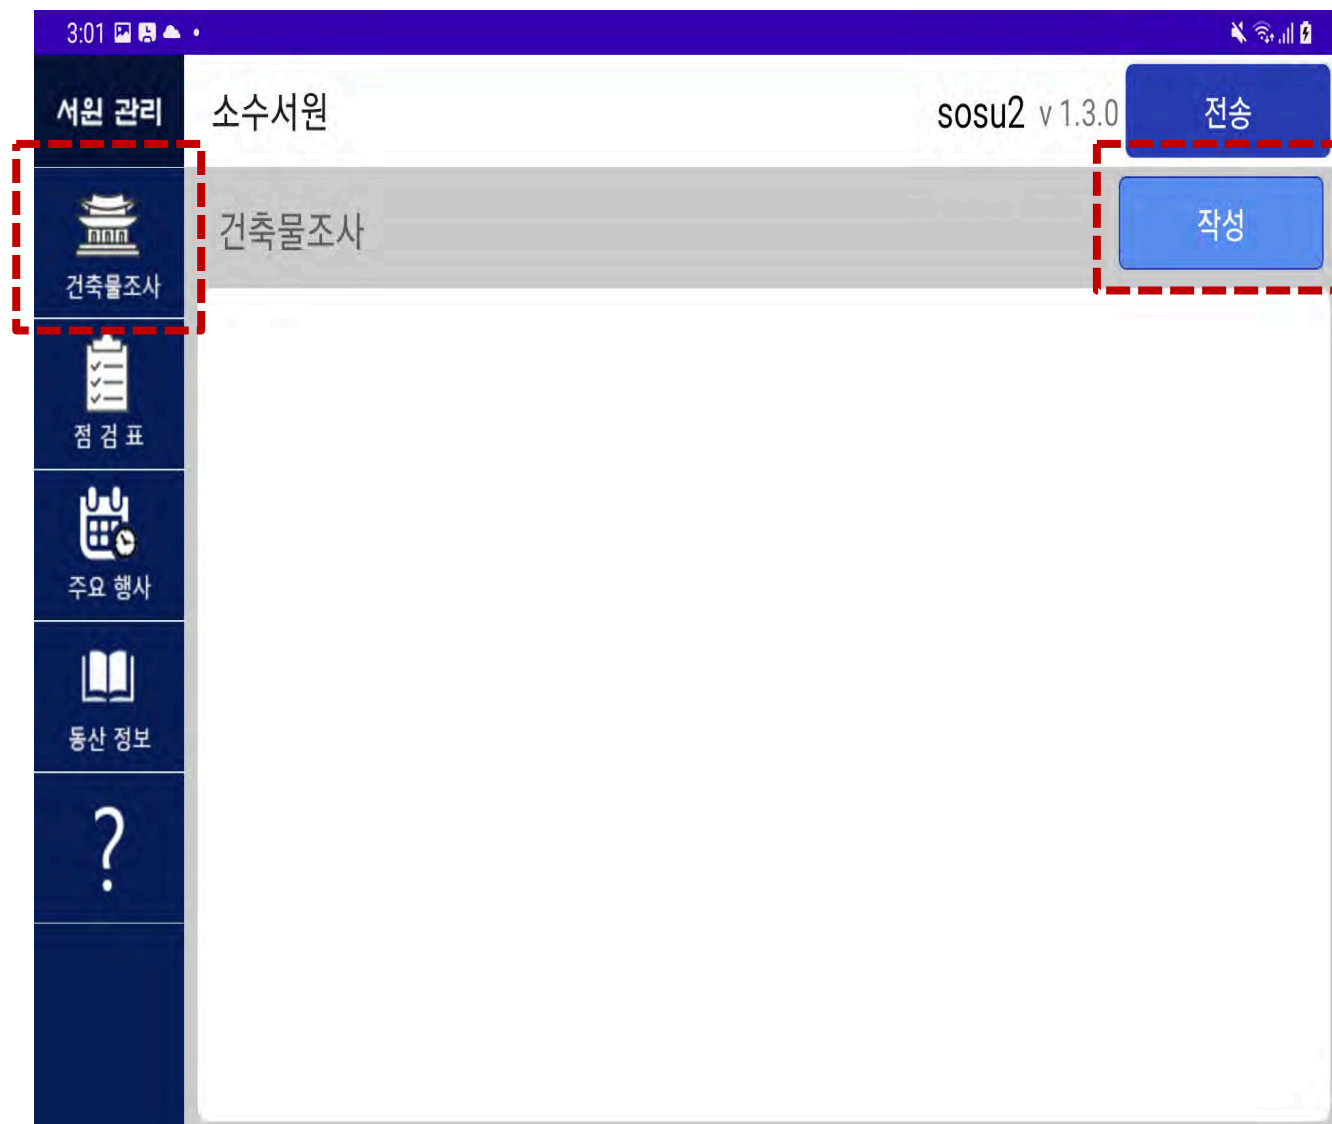 3:01
서원 관리
소수서원
sosu2 v 1.3.0
전송
건축물조사
작성
건축물조사
점 검 표
주요 행사
동산 정보
?